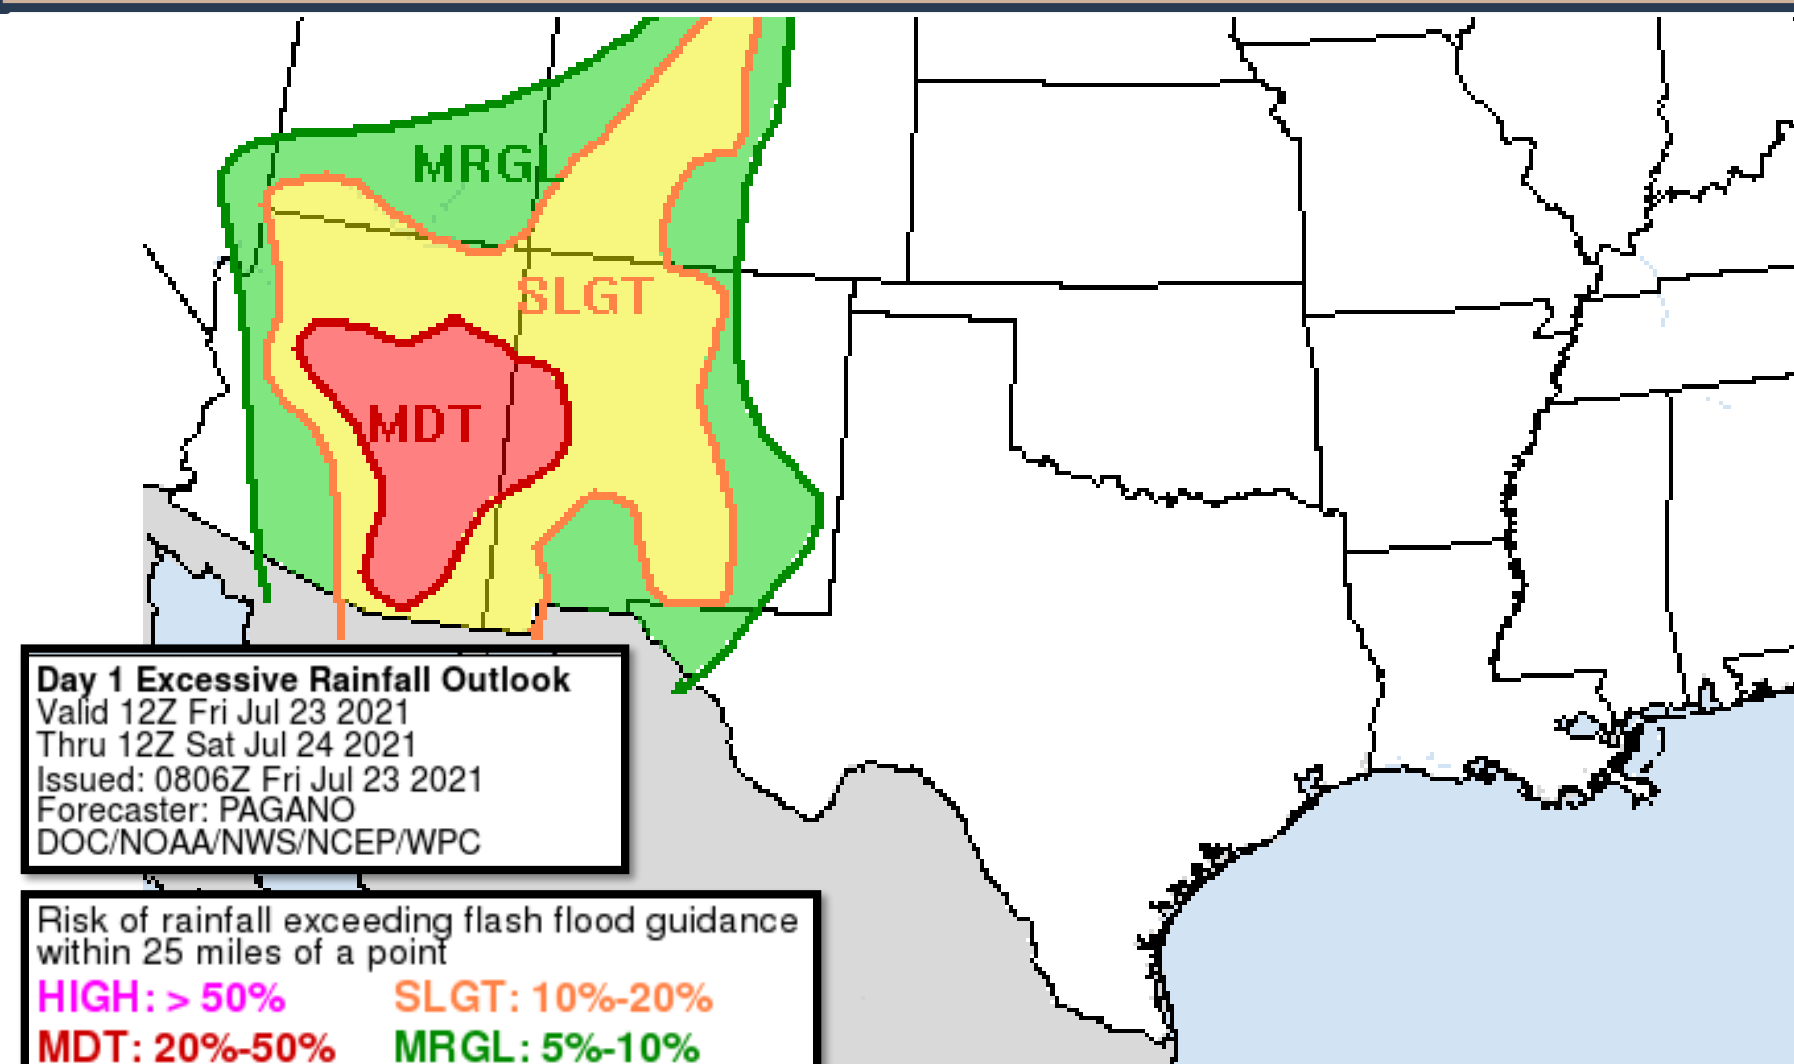 MRGL
SLGT
MDT
Day 1 Excessive Rainfall Outlook
Valid 12Z Fri Jul 23 2021
Thru 12Z Sat Jul 24 2021
Issued: 0806Z Fri Jul 23 2021
Forecaster: PAGANO
DOC/NOAA/NWS/NCEP/WPC
Risk of rainfall exceeding flash flood guidance
within 25 miles of a point
HIGH: > 50% SLGT: 10%-20%
MDT: 20%-50% MRGL: 5%-10%